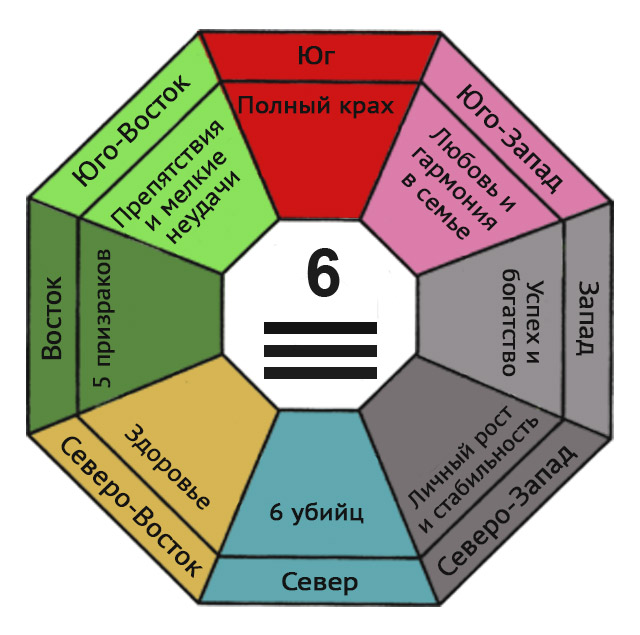 Юг
Полный крах
Юго-Запад
Любовь и
гармония
в семье
Запад
Успех и
богатство
Северо-Запад
Личный рост
и стабильность
Север
6 убийц
Северо-Восток
Здоровье
Восток
5 призраков
Юго-Восток
Препятствия
и мелкие
неудачи
6